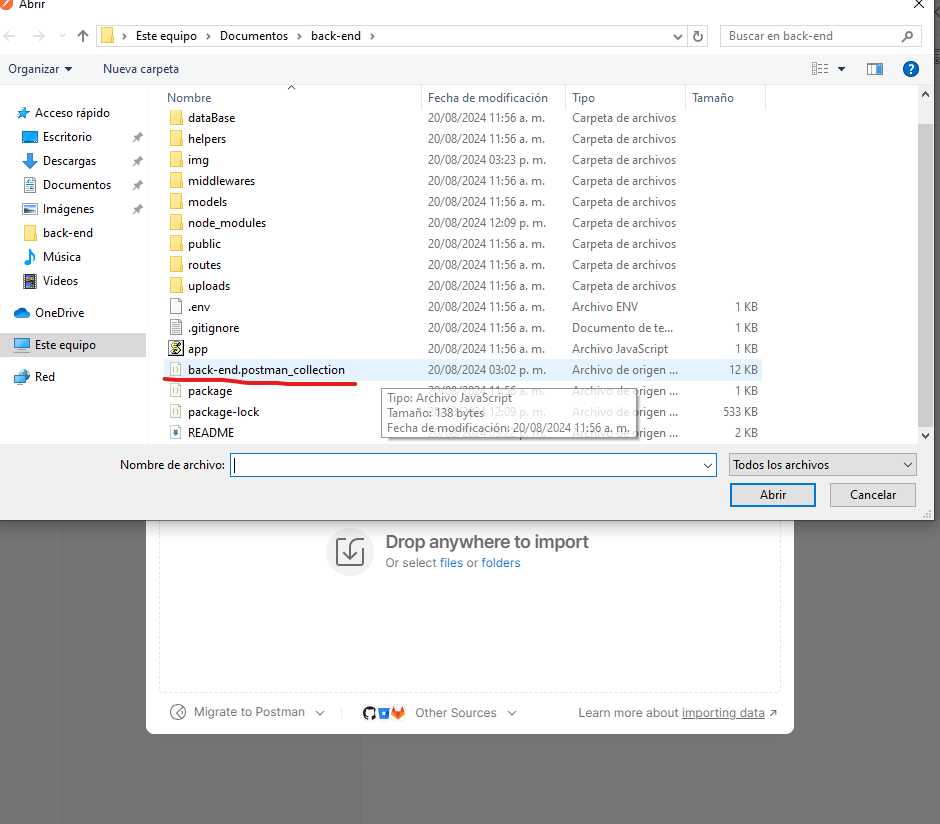 Abrir
Este equipo > Documentos > back-end >
Buscar en back-end
Organizar
Nueva carpeta
Nombre Fecha de modificación Tipo Tamaño
Acceso rápido
Escritorio
Descargas
Documentos
Imágenes
back-end
Música
Videos
OneDrive
Este equipo
Red
dataBase 20/08/2024 11:56 a. m. Carpeta de archivos
helpers 20/08/2024 11:56 a. m. Carpeta de archivos
img 20/08/2024 03:23 p. m. Carpeta de archivos
middlewares 20/08/2024 11:56 a. m. Carpeta de archivos
models 20/08/2024 11:56 a. m. Carpeta de archivos
node_modules 20/08/2024 12:09 p. m. Carpeta de archivos
public 20/08/2024 11:56 a. m. Carpeta de archivos
routes 20/08/2024 11:56 a. m. Carpeta de archivos
uploads 20/08/2024 11:56 a. m. Carpeta de archivos
.env 20/08/2024 11:56 a. m. Archivo ENV 1 KB
.gitignore 20/08/2024 11:56 a. m. Documento de te... 1 KB
app 20/08/2024 11:56 a. m. Archivo JavaScript 1 KB
back-end.postman_collection 20/08/2024 03:02 p. m. Archivo de origen ... 12 KB
package 20/08/2024 11:56 a. m. Archivo de origen ... 1 KB
package-lock 20/08/2024 12:09 p. m. Archivo de origen ... 533 KB
README Archivo de origen ... 2 KB
Tipo: Archivo JavaScript
Tamaño: 138 bytes
Fecha de modificación: 20/08/2024 11:56 a. m.
Nombre de archivo:
Todos los archivos
Abrir
Cancelar
Drop anywhere to import
Or select files or folders
Migrate to Postman
Other Sources
Learn more about importing data